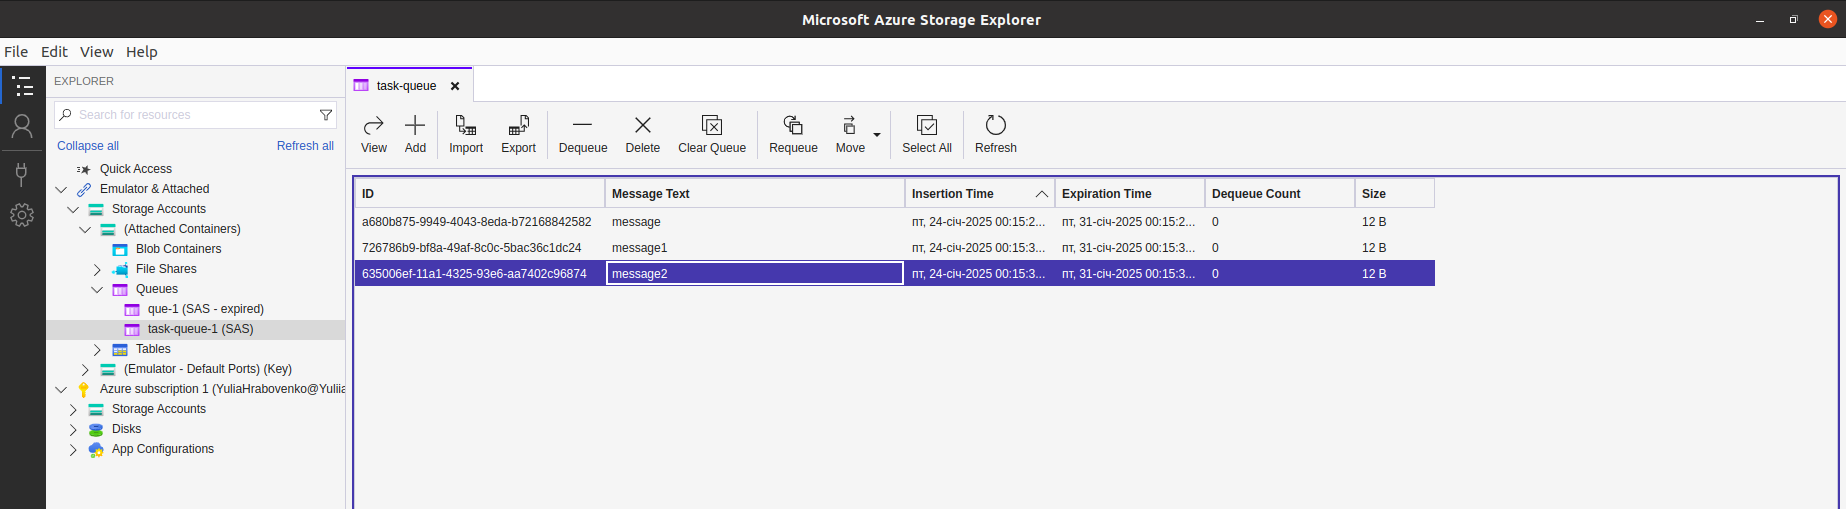 Microsoft Azure Storage Explorer
File Edit View Help
EXPLORER
Search for resources
Collapse all Refresh all
Quick Access
Emulator & Attached
Storage Accounts
(Attached Containers)
Blob Containers
File Shares
Queues
que-1 (SAS - expired)
task-queue-1 (SAS)
Tables
(Emulator - Default Ports) (Key)
Azure subscription 1 (YuliaHrabovenko@Yuliia
Storage Accounts
Disks
App Configurations
task-queue
View Add Import Export Dequeue Delete Clear Queue Requeue Move Select All Refresh
ID Message Text Insertion Time Expiration Time Dequeue Count Size
a680b875-9949-4043-8eda-b72168842582 message пт, 24-січ-2025 00:15:2... пт, 31-січ-2025 00:15:2... 0 12 B
726786b9-bf8a-49af-8c0c-5bac36c1dc24 message1 пт, 24-січ-2025 00:15:3... пт, 31-січ-2025 00:15:3... 0 12 B
635006ef-11a1-4325-93e6-aa7402c96874 message2 пт, 24-січ-2025 00:15:3... пт, 31-січ-2025 00:15:3... 0 12 B